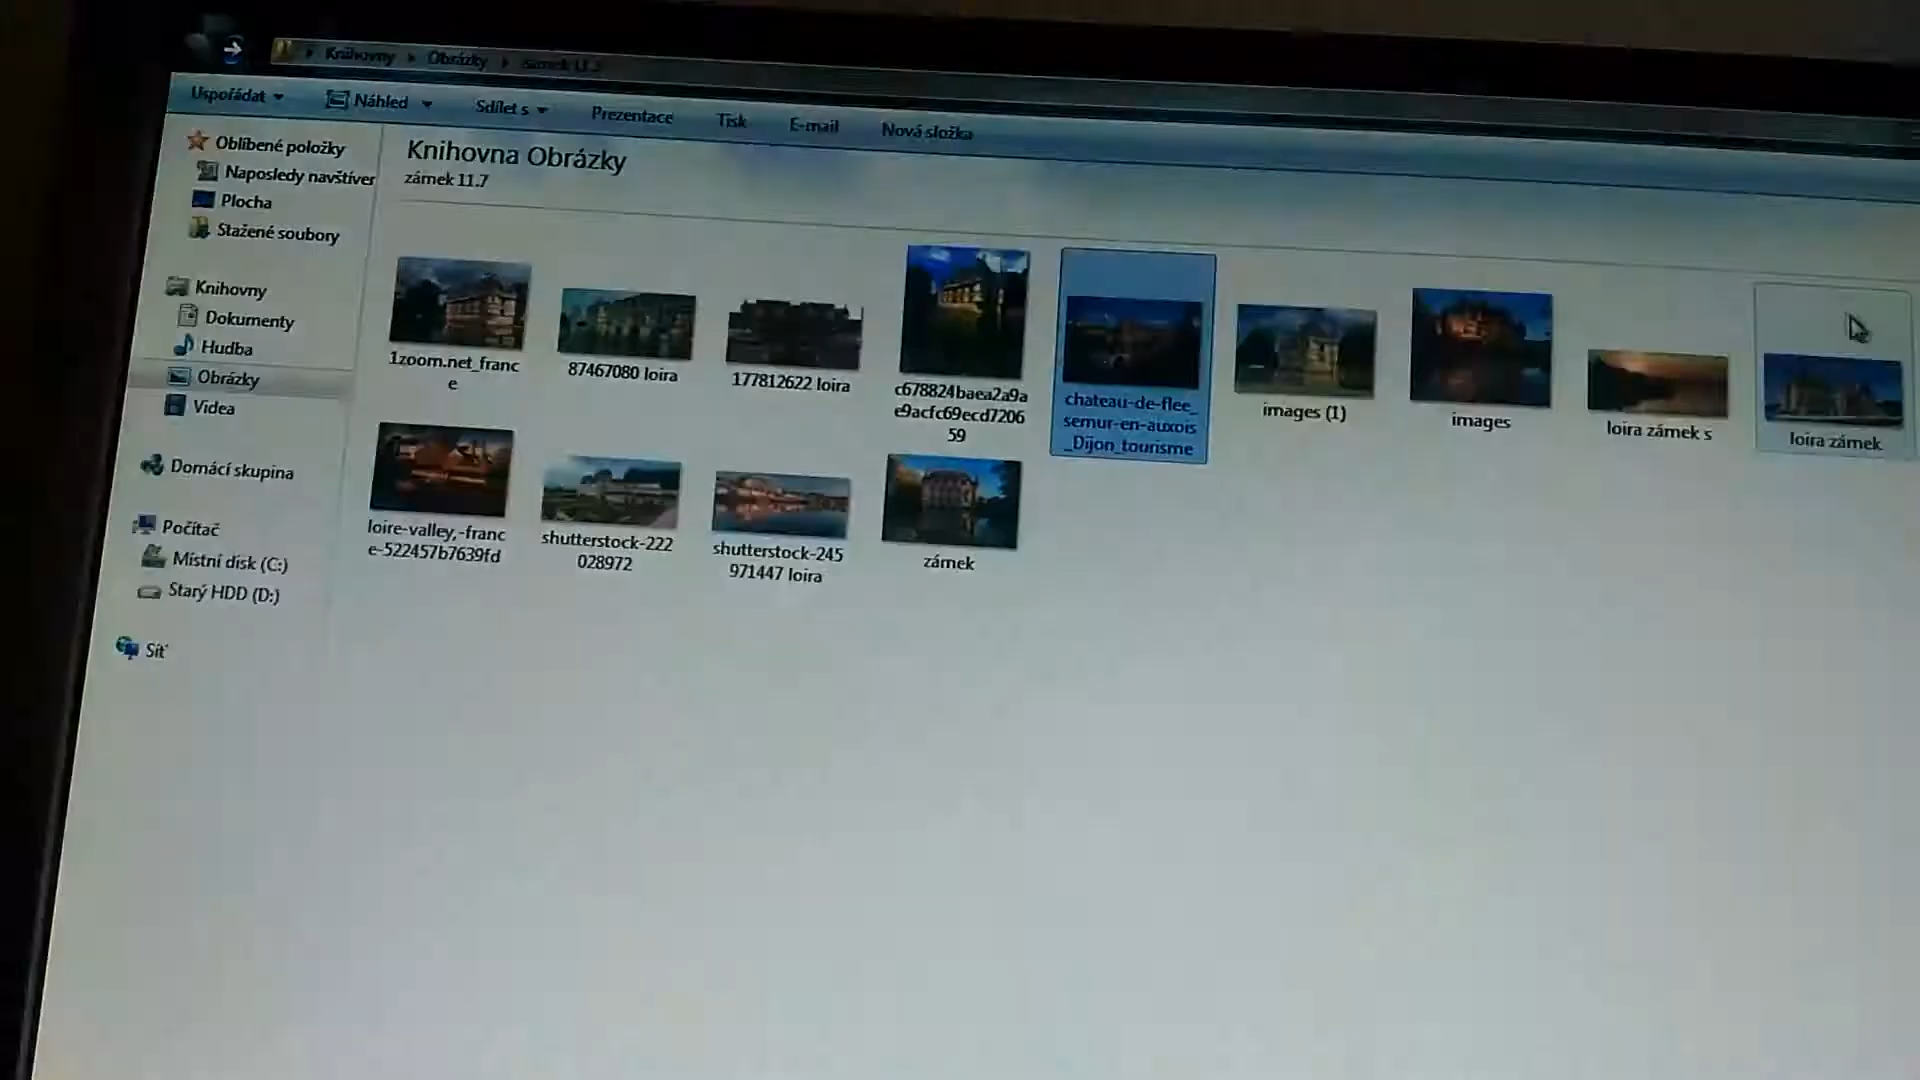 Knihovny Obrázky zámek 11.7
Uspořádat Náhled Sdílet s Prezentace Tisk E-mail Nová složka
Oblíbené položky
Naposledy navštíver
Plocha
Stažené soubory
Knihovny
Dokumenty
Hudba
Obrázky
Videa
Domácí skupina
Počítač
Místní disk (C:)
Starý HDD (D:)
Síť
Knihovna Obrázky
zámek 11.7
1zoom.net_franc
e
87467080 loira
177812622 loira
c678824baea2a9a
e9acfc69ecd7206
59
chateau-de-flee_
semur-en-auxois
_Dijon_tourisme
images (1)
images
loira zámek s
loira zámek
loire-valley,-franc
e-522457b7639fd
shutterstock-222
028972
shutterstock-245
971447 loira
zámek